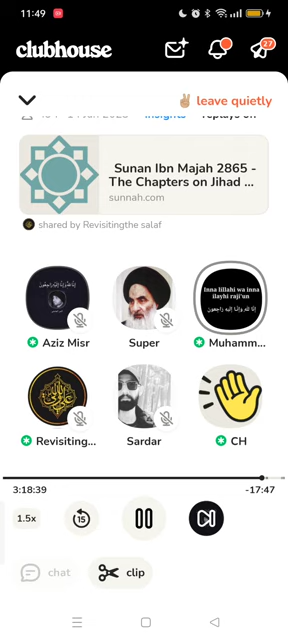 11:49
clubhouse
27
✌🏼 leave quietly
insights
replays on
Sunan Ibn Majah 2865 -
The Chapters on Jihad ...
sunnah.com
shared by Revisitingthe salaf
Inna lillahi wa inna
ilayhi raji'un
Aziz Misr
Super
Muhamm...
Revisiting...
Sardar
CH
3:18:39
-17:47
1.5x
15
chat
clip